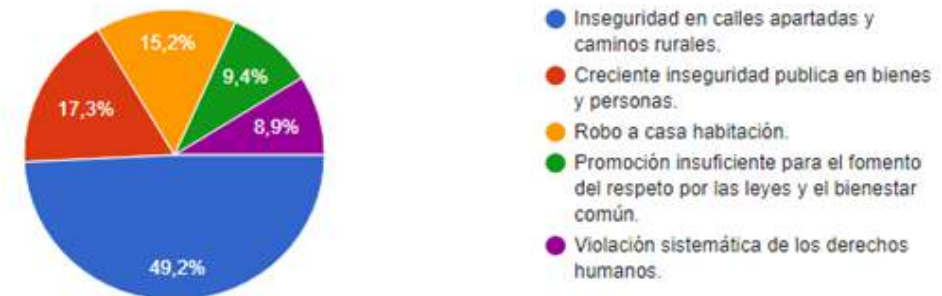 15,2%
9,4%
17,3%
8,9%
49,2%
Inseguridad en calles apartadas y
caminos rurales.
Creciente inseguridad publica en bienes
y personas.
Robo a casa habitación.
Promoción insuficiente para el fomento
del respeto por las leyes y el bienestar
común.
Violación sistemática de los derechos
humanos.